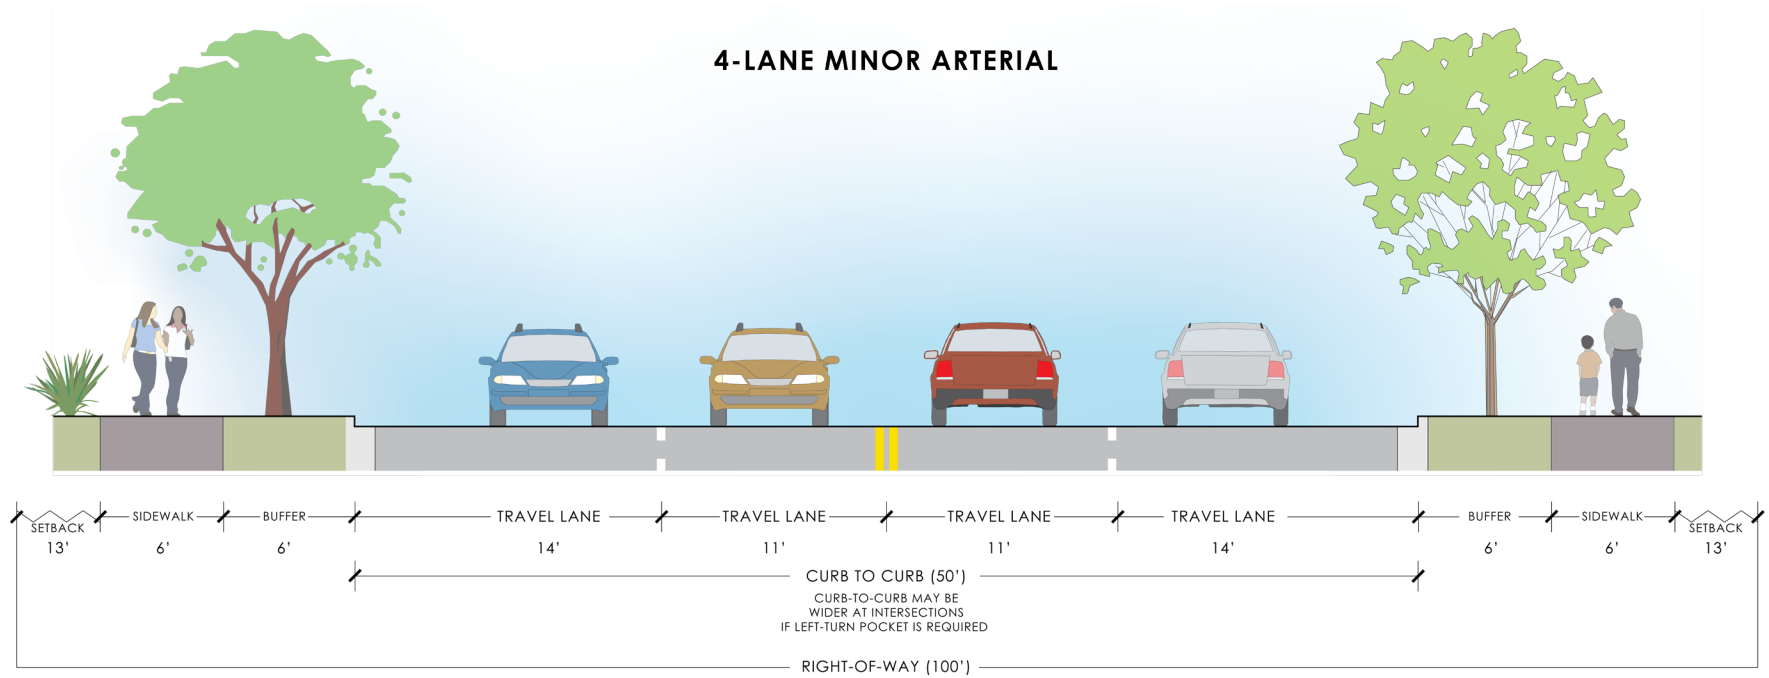 4-LANE MINOR ARTERIAL
SETBACK SIDEWALK BUFFER TRAVEL LANE TRAVEL LANE TRAVEL LANE TRAVEL LANE BUFFER SIDEWALK SETBACK
13’ 6’ 6’ 14’ 11’ 11’ 14’ 6’ 6’ 13’
CURB TO CURB (50’)
CURB-TO-CURB MAY BE
WIDER AT INTERSECTIONS
IF LEFT-TURN POCKET IS REQUIRED
RIGHT-OF-WAY (100’)